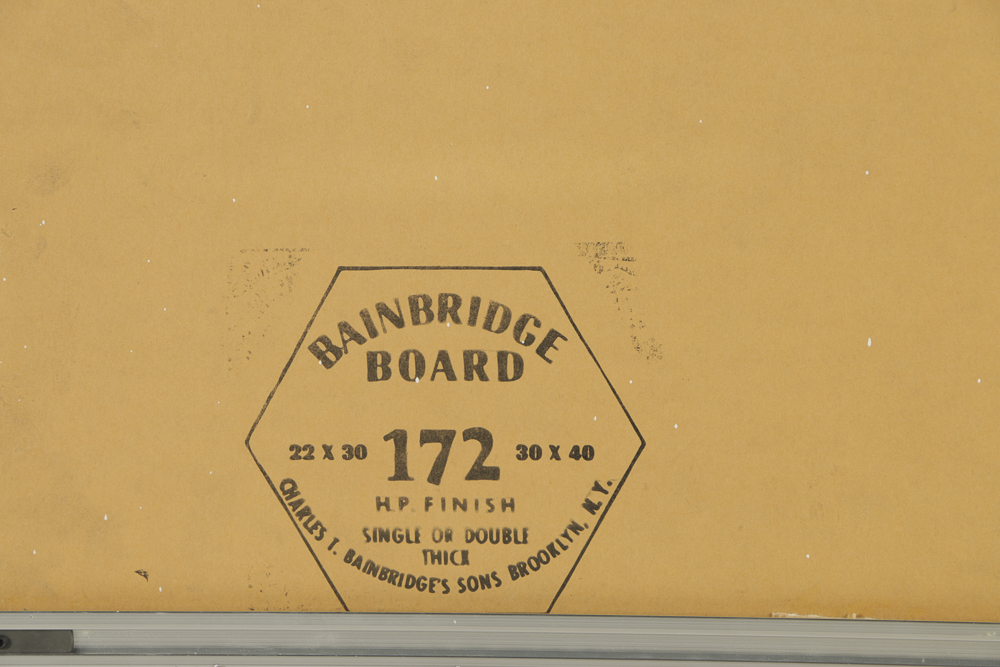 BAINBRIDGE
BOARD
22 X 30 172 30 X 40
H.P. FINISH
SINGLE OR DOUBLE
THICK
CHARLES T. BAINBRIDGE'S SONS BROOKLYN, N.Y.